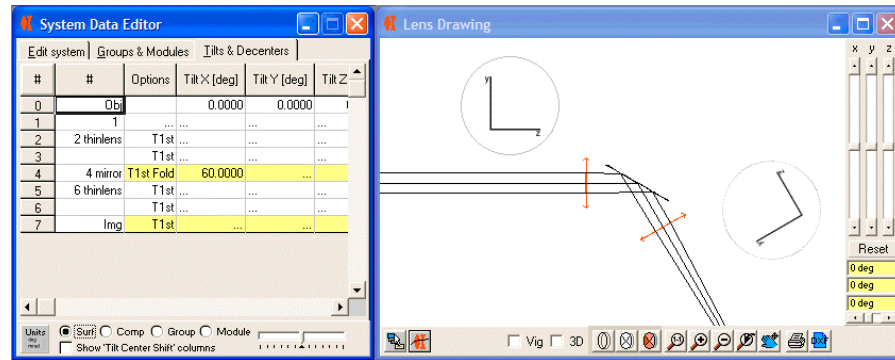 System Data Editor
Edit system Groups & Modules Tilts & Decenters
# # Options Tilt X [deg] Tilt Y [deg] Tilt Z
0 Obj 0.0000 0.0000
1 1 ... ... ... ...
2 2 thinlens T1st ... ... ...
3 T1st ... ... ...
4 4 mirror T1st Fold 60.0000 ... ...
5 6 thinlens T1st ... ... ...
6 T1st ... ... ...
7 Img T1st ... ... ...
Units
deg
Surf Comp Group Module
Show 'Tilt Center Shift' columns
Lens Drawing
x y z
y
z
Reset
0 deg
0 deg
0 deg
Vig 3D
DXF